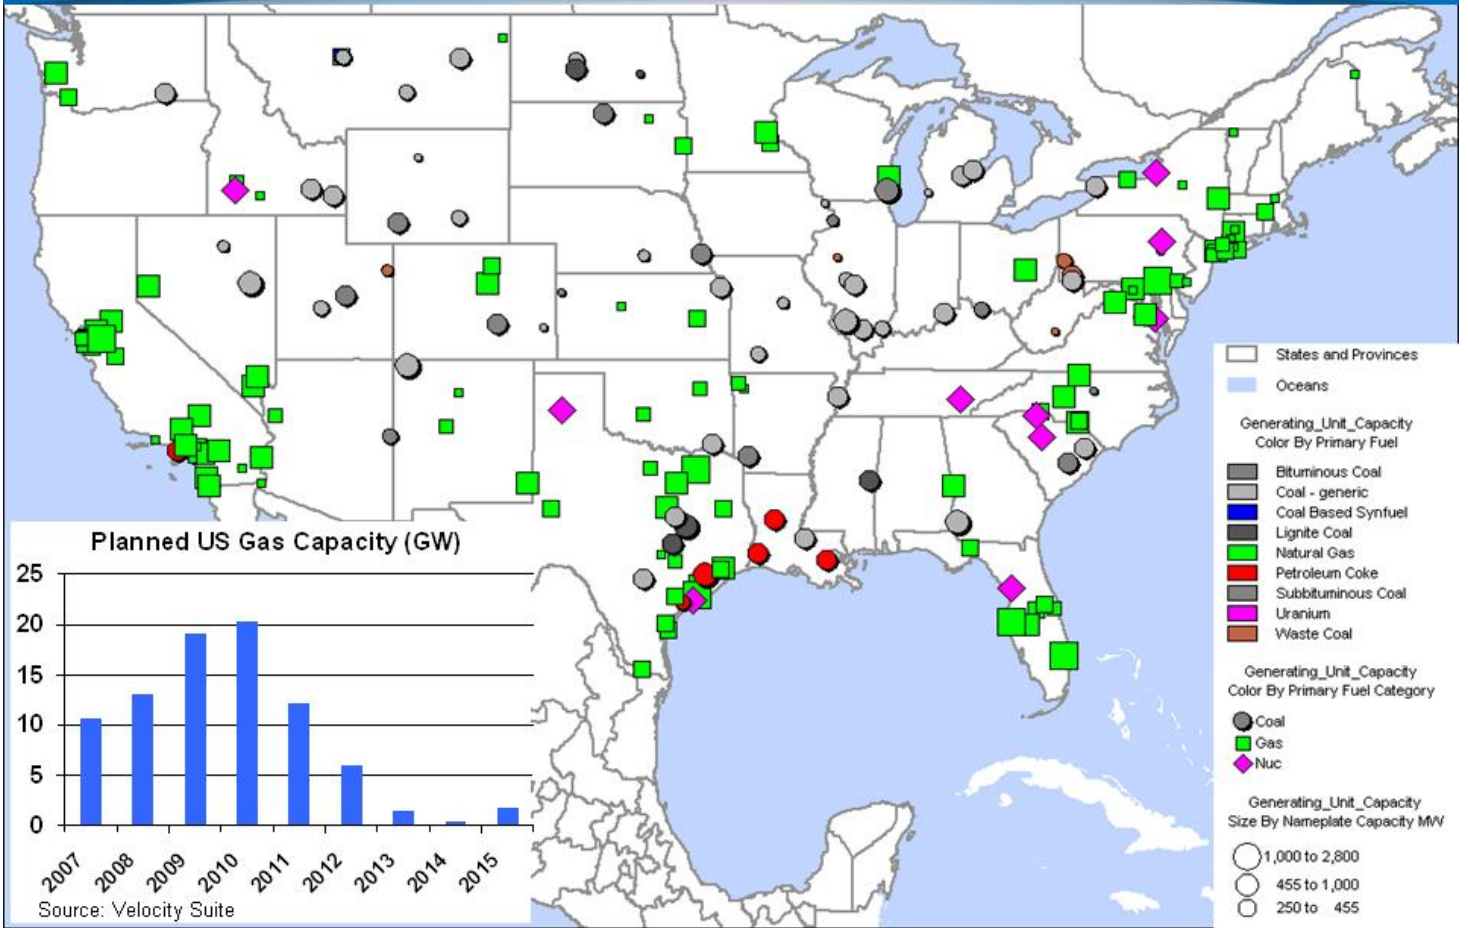 States and Provinces
Oceans
Generating_Unit_Capacity
Color By Primary Fuel
Bituminous Coal
Coal - generic
Coal Based Synfuel
Lignite Coal
Natural Gas
Petroleum Coke
Subbituminous Coal
Uranium
Waste Coal
Generating_Unit_Capacity
Color By Primary Fuel Category
Coal
Gas
Nuc
Generating_Unit_Capacity
Size By Nameplate Capacity MW
1,000 to 2,800
455 to 1,000
250 to 455
Planned US Gas Capacity (GW)
25
20
15
10
5
0
2007
2008
2009
2010
2011
2012
2013
2014
2015
Source: Velocity Suite